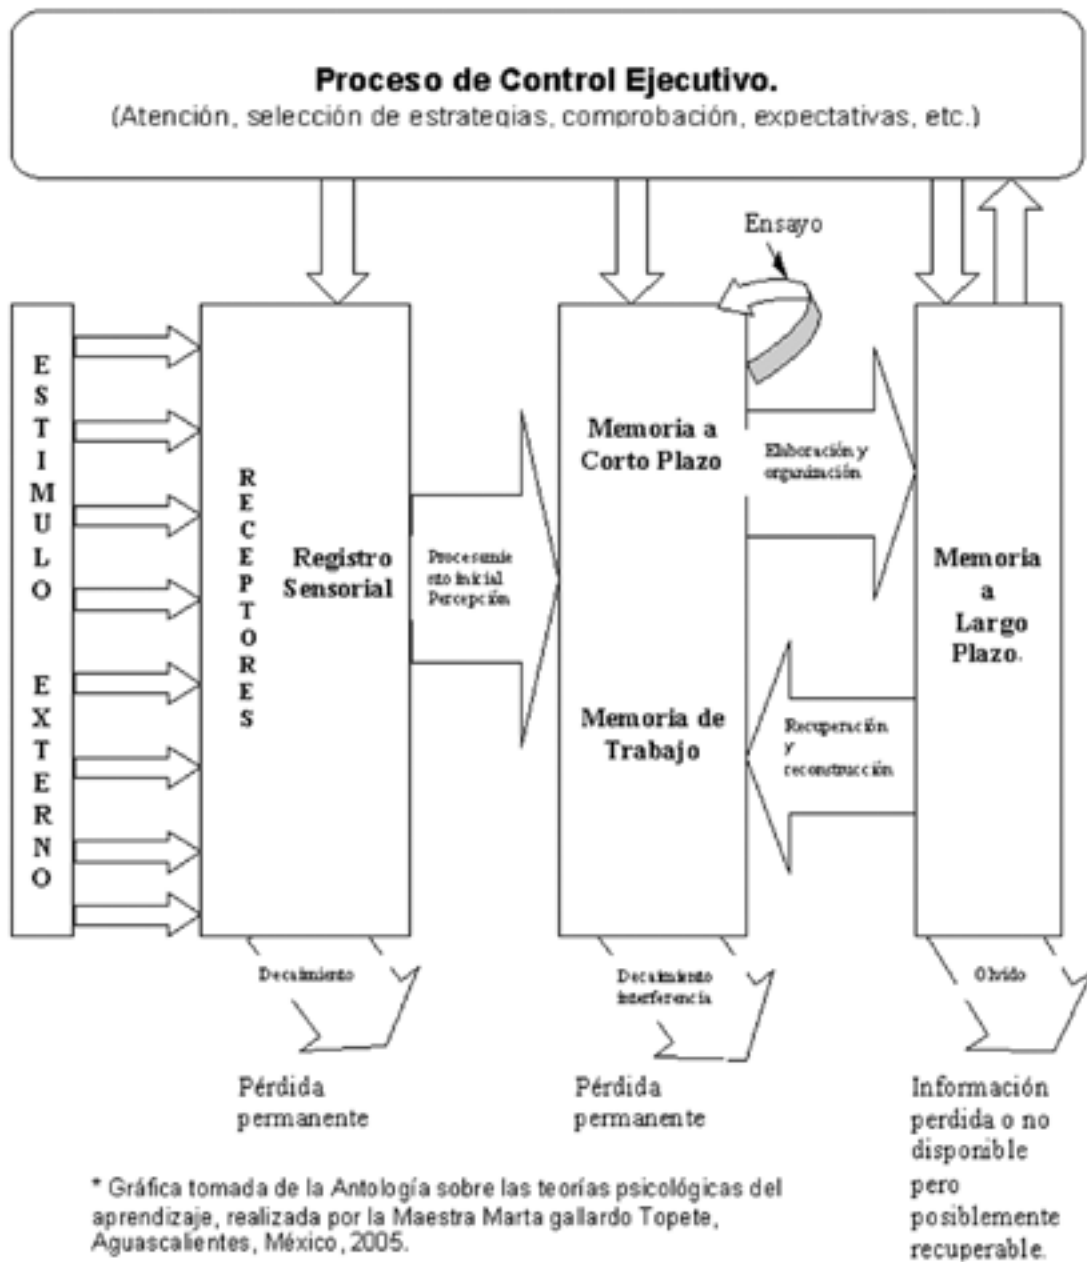 Proceso de Control Ejecutivo.
(Atención, selección de estrategias, comprobación, expectativas, etc.)
Ensayo
ESTIMULO EXTERNO
RECEPTORES
Registro
Sensorial
Procesamie
nto inicial
Percepción
Memoria a
Corto Plazo
Memoria de
Trabajo
Elaboración y
organización
Recuperación
y
reconstrucción
Memoria
a
Largo
Plazo.
Decaimiento
Decaimiento
interferencia
Olvido
Pérdida
permanente
Pérdida
permanente
Información
perdida o no
disponible
pero
posiblemente
recuperable.
* Gráfica tomada de la Antología sobre las teorías psicológicas del
aprendizaje, realizada por la Maestra Marta gallardo Topete,
Aguascalientes, México, 2005.